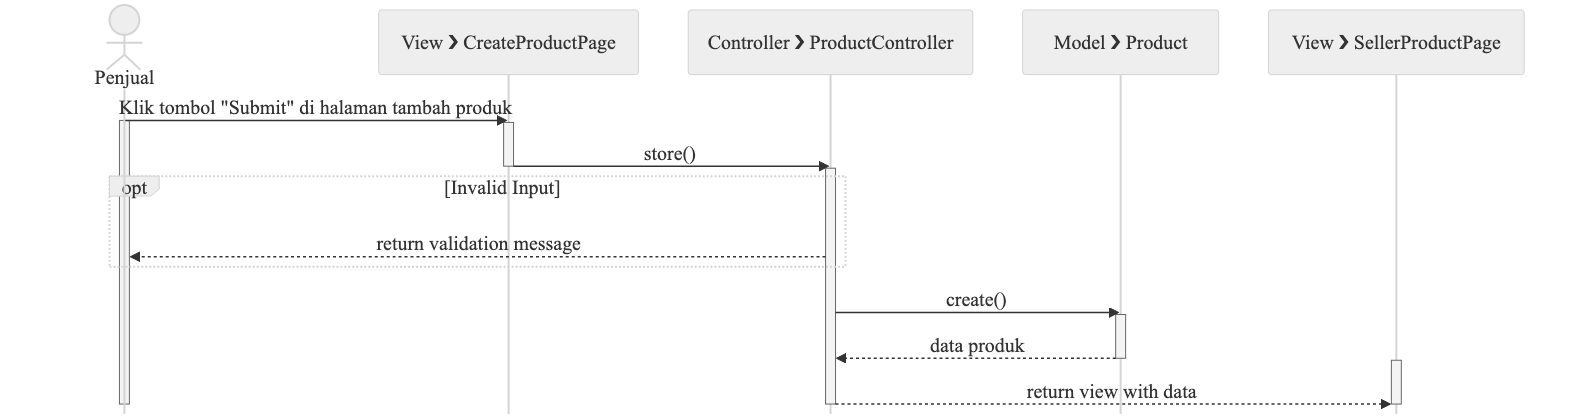 Penjual
View ❯ CreateProductPage
Controller ❯ ProductController
Model ❯ Product
View ❯ SellerProductPage
Klik tombol "Submit" di halaman tambah produk
store()
opt
[Invalid Input]
return validation message
create()
data produk
return view with data